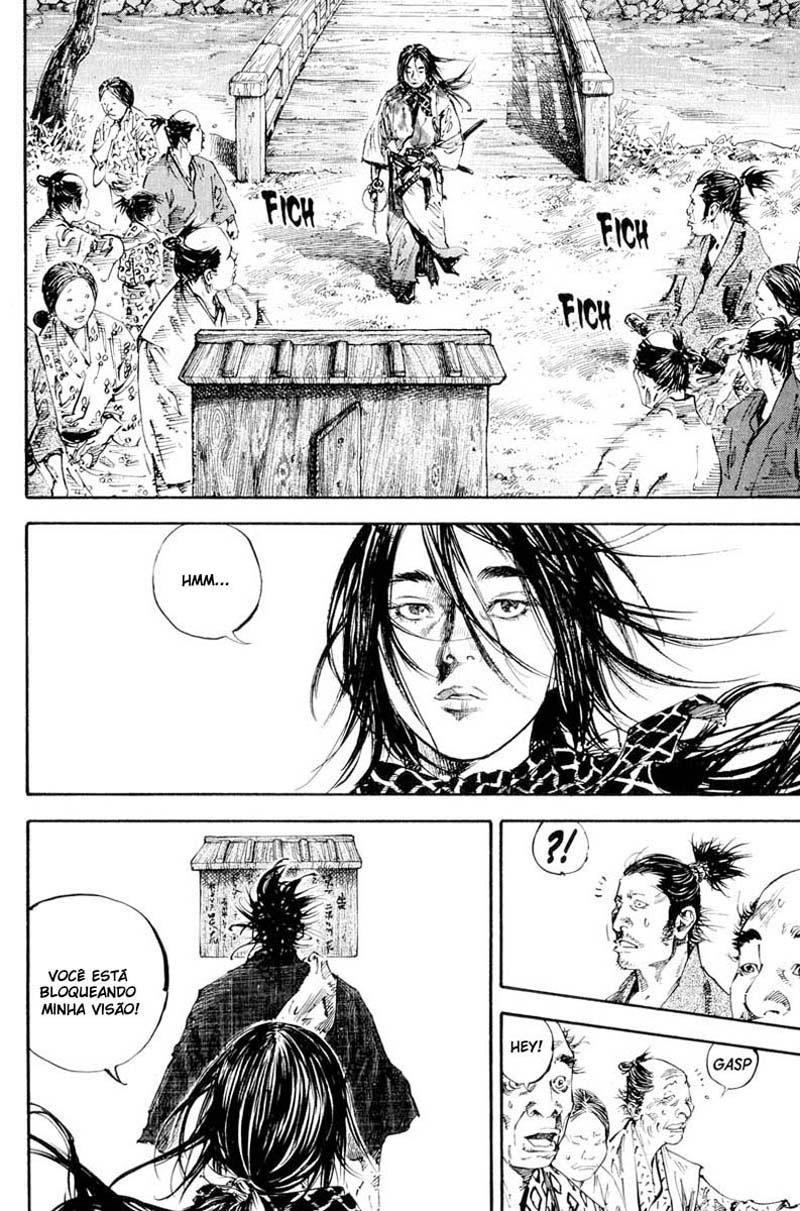 FICH
FICH
FICH
HMM...
VOCÊ ESTÁ
BLOQUEANDO
MINHA VISÃO!
?!
HEY!
GASP